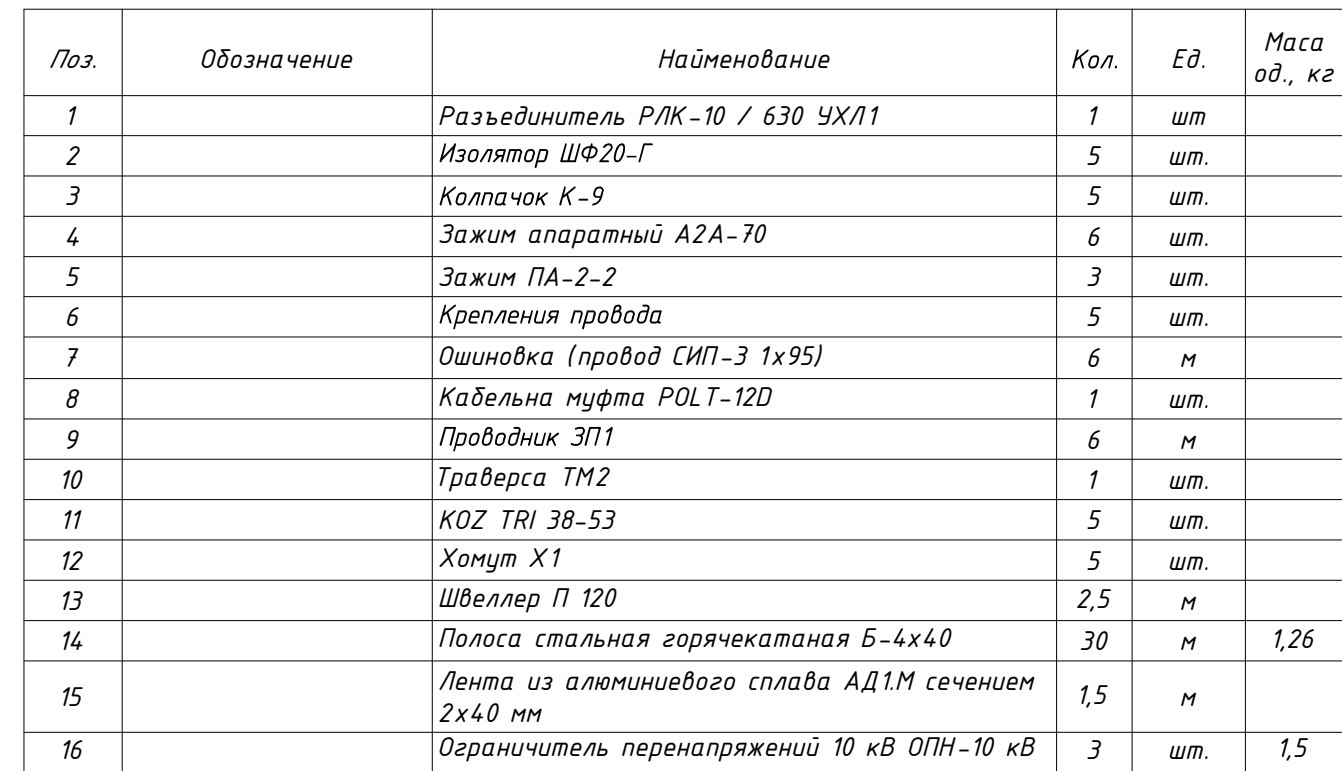 Поз. Обозначение Наименование Кол. Ед. Маса од., кг
1 Разъединитель РЛК-10 / 630 УХЛ1 1 шт
2 Изолятор ШФ20-Г 5 шт.
3 Колпачок К-9 5 шт.
4 Зажим апаратный А2А-70 6 шт.
5 Зажим ПА-2-2 3 шт.
6 Крепления провода 5 шт.
7 Ошиновка (провод СИП-3 1х95) 6 м
8 Кабельна муфта POLT-12D 1 шт.
9 Проводник ЗП1 6 м
10 Траверса ТМ2 1 шт.
11 KOZ TRI 38-53 5 шт.
12 Хомут Х1 5 шт.
13 Швеллер П 120 2,5 м
14 Полоса стальная горячекатаная Б-4х40 30 м 1,26
15 Лента из алюминиевого сплава АД1.М сечением 1,5 м
2х40 мм
16 Ограничитель перенапряжений 10 кВ ОПН-10 кВ 3 шт. 1,5